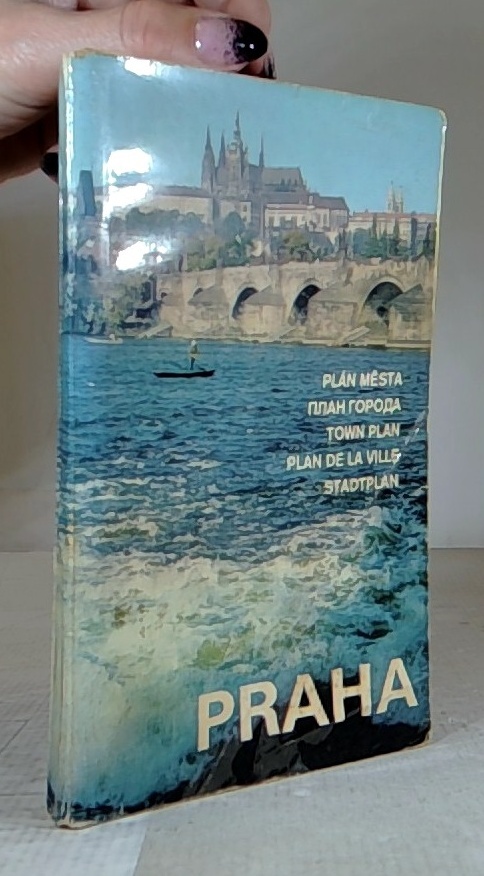 PLÁN MĚSTA
ПЛАН ГОРОДА
TOWN PLAN
PLAN DE LA VILLE
STADTPLAN
PRAHA